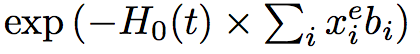 exp (−H₀(t) × ∑ᵢ xᵢᵉbᵢ)